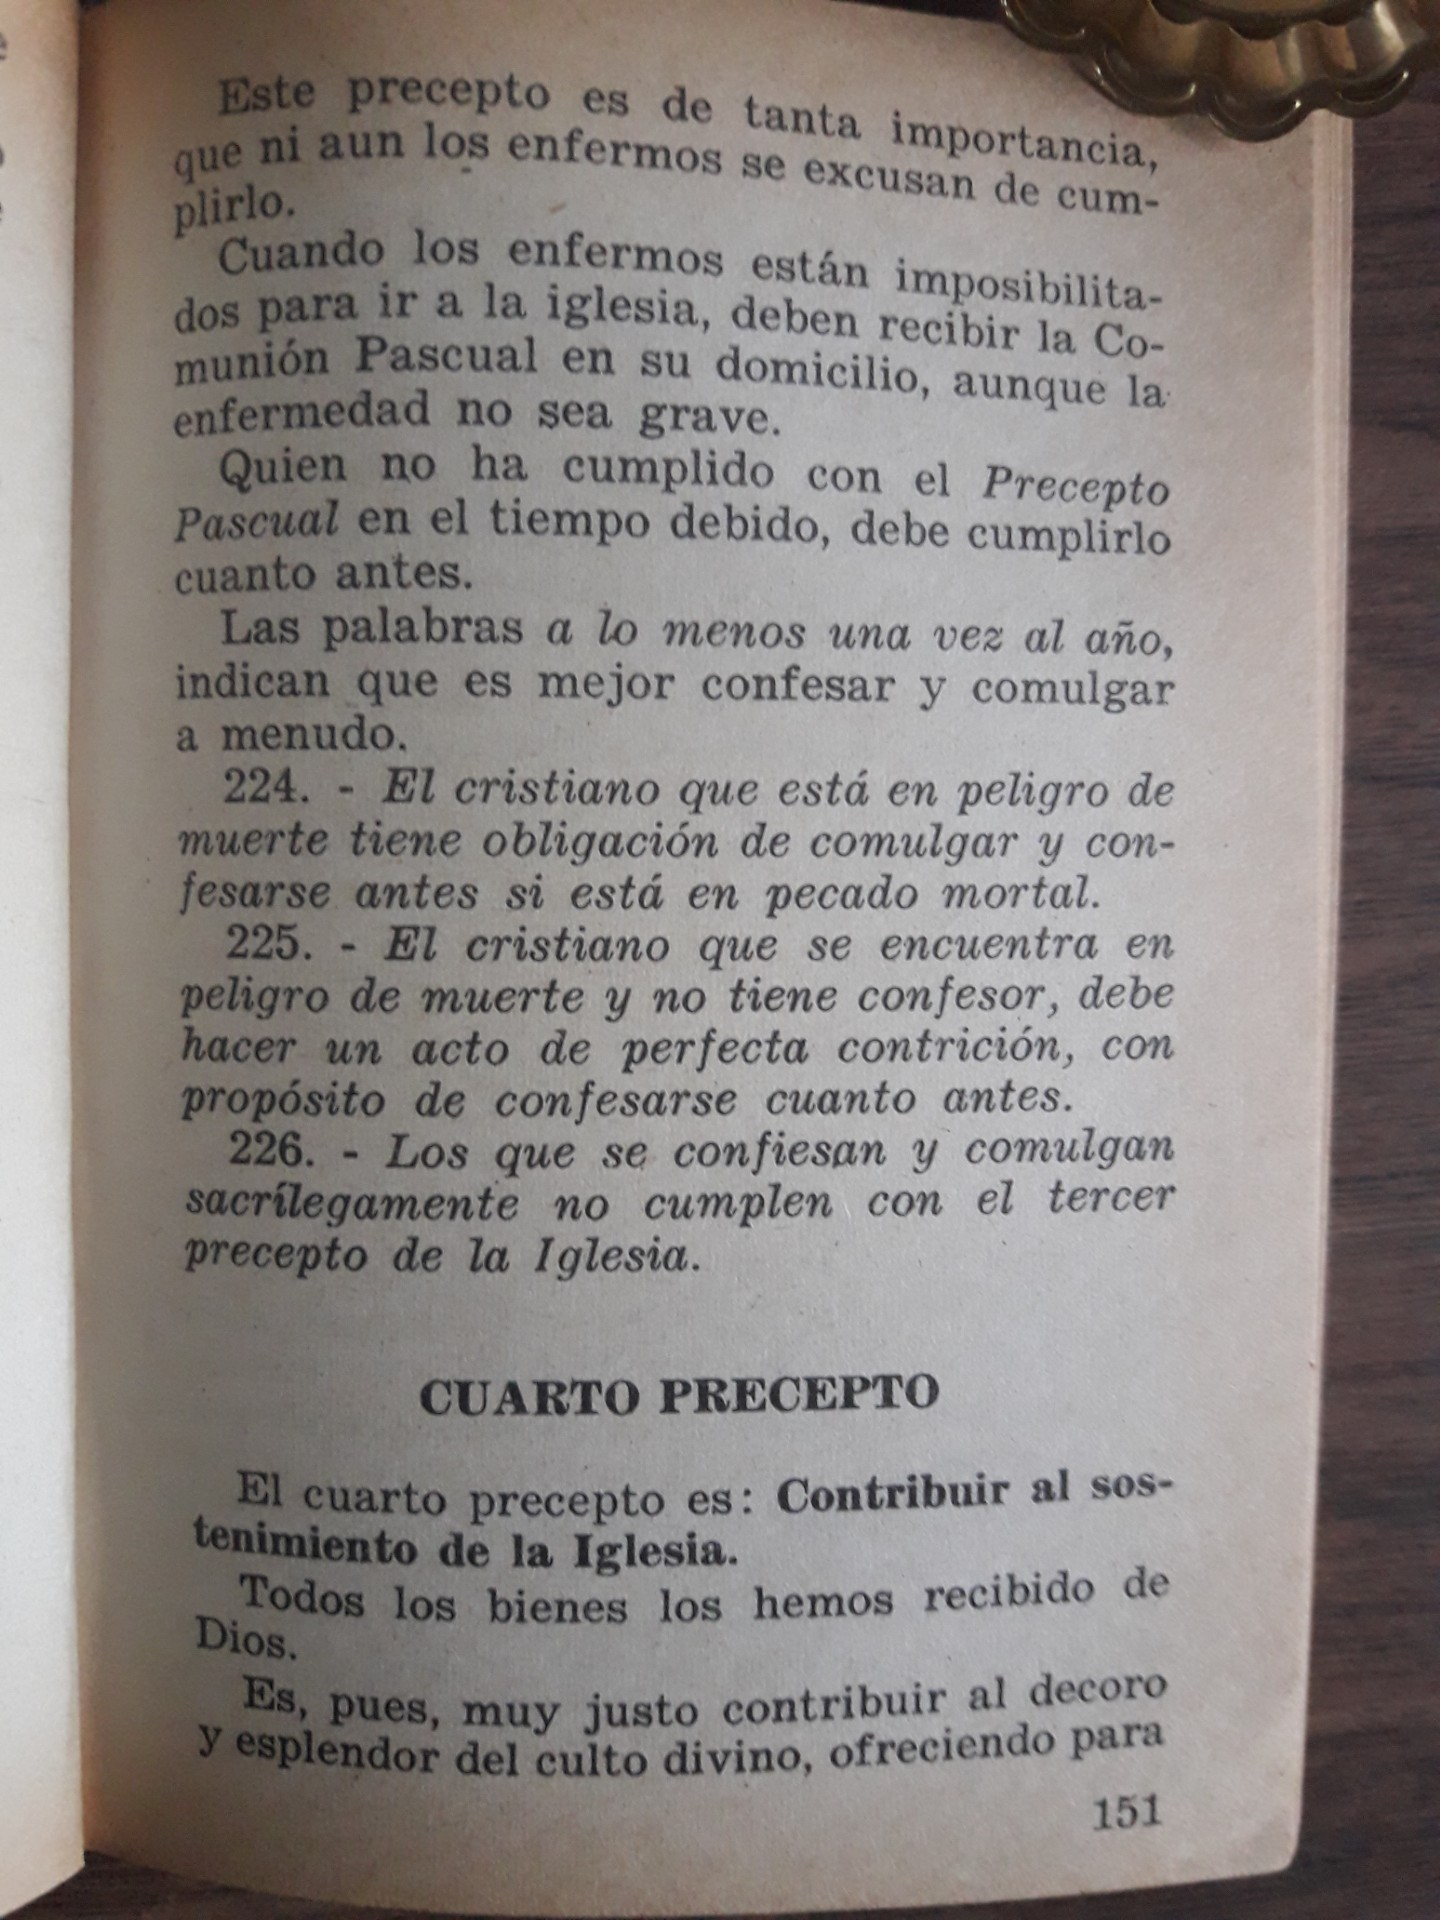 Este precepto es de tanta importancia,
que ni aun los enfermos se excusan de cum-
plirlo.
Cuando los enfermos están imposibilita-
dos para ir a la iglesia, deben recibir la Co-
munión Pascual en su domicilio, aunque la
enfermedad no sea grave.
Quien no ha cumplido con el Precepto
Pascual en el tiempo debido, debe cumplirlo
cuanto antes.
Las palabras a lo menos una vez al año,
indican que es mejor confesar y comulgar
a menudo.
224. - El cristiano que está en peligro de
muerte tiene obligación de comulgar y con-
fesarse antes si está en pecado mortal.
225. - El cristiano que se encuentra en
peligro de muerte y no tiene confesor, debe
hacer un acto de perfecta contrición, con
propósito de confesarse cuanto antes.
226. - Los que se confiesan y comulgan
sacrílegamente no cumplen con el tercer
precepto de la Iglesia.
CUARTO PRECEPTO
El cuarto precepto es: Contribuir al sos-
tenimiento de la Iglesia.
Todos los bienes los hemos recibido de
Dios.
Es, pues, muy justo contribuir al decoro
y esplendor del culto divino, ofreciendo para
151